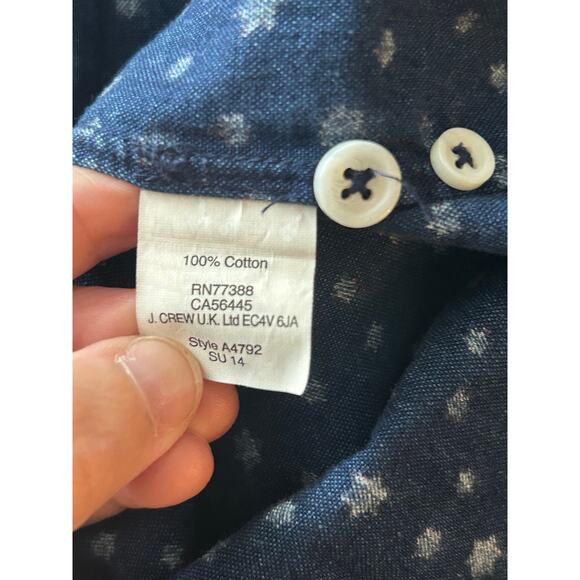 100% Cotton
RN77388
CA56445
J. CREW U.K. Ltd EC4V 6JA
Style A4792
SU 14